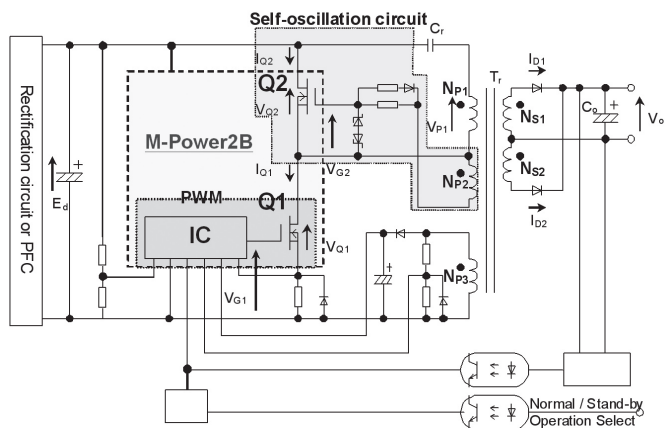 Self-oscillation circuit
Cr
IQ2
Q2
VQ2
M-Power2B
IQ1
VG2
PWM
Q1
IC
VQ1
VG1
Rectification circuit or PFC
Ed
+
NP1
VP1
NP2
NP3
Tr
ID1
NS1
NS2
ID2
Co
+
Vo
+
Normal / Stand-by
Operation Select